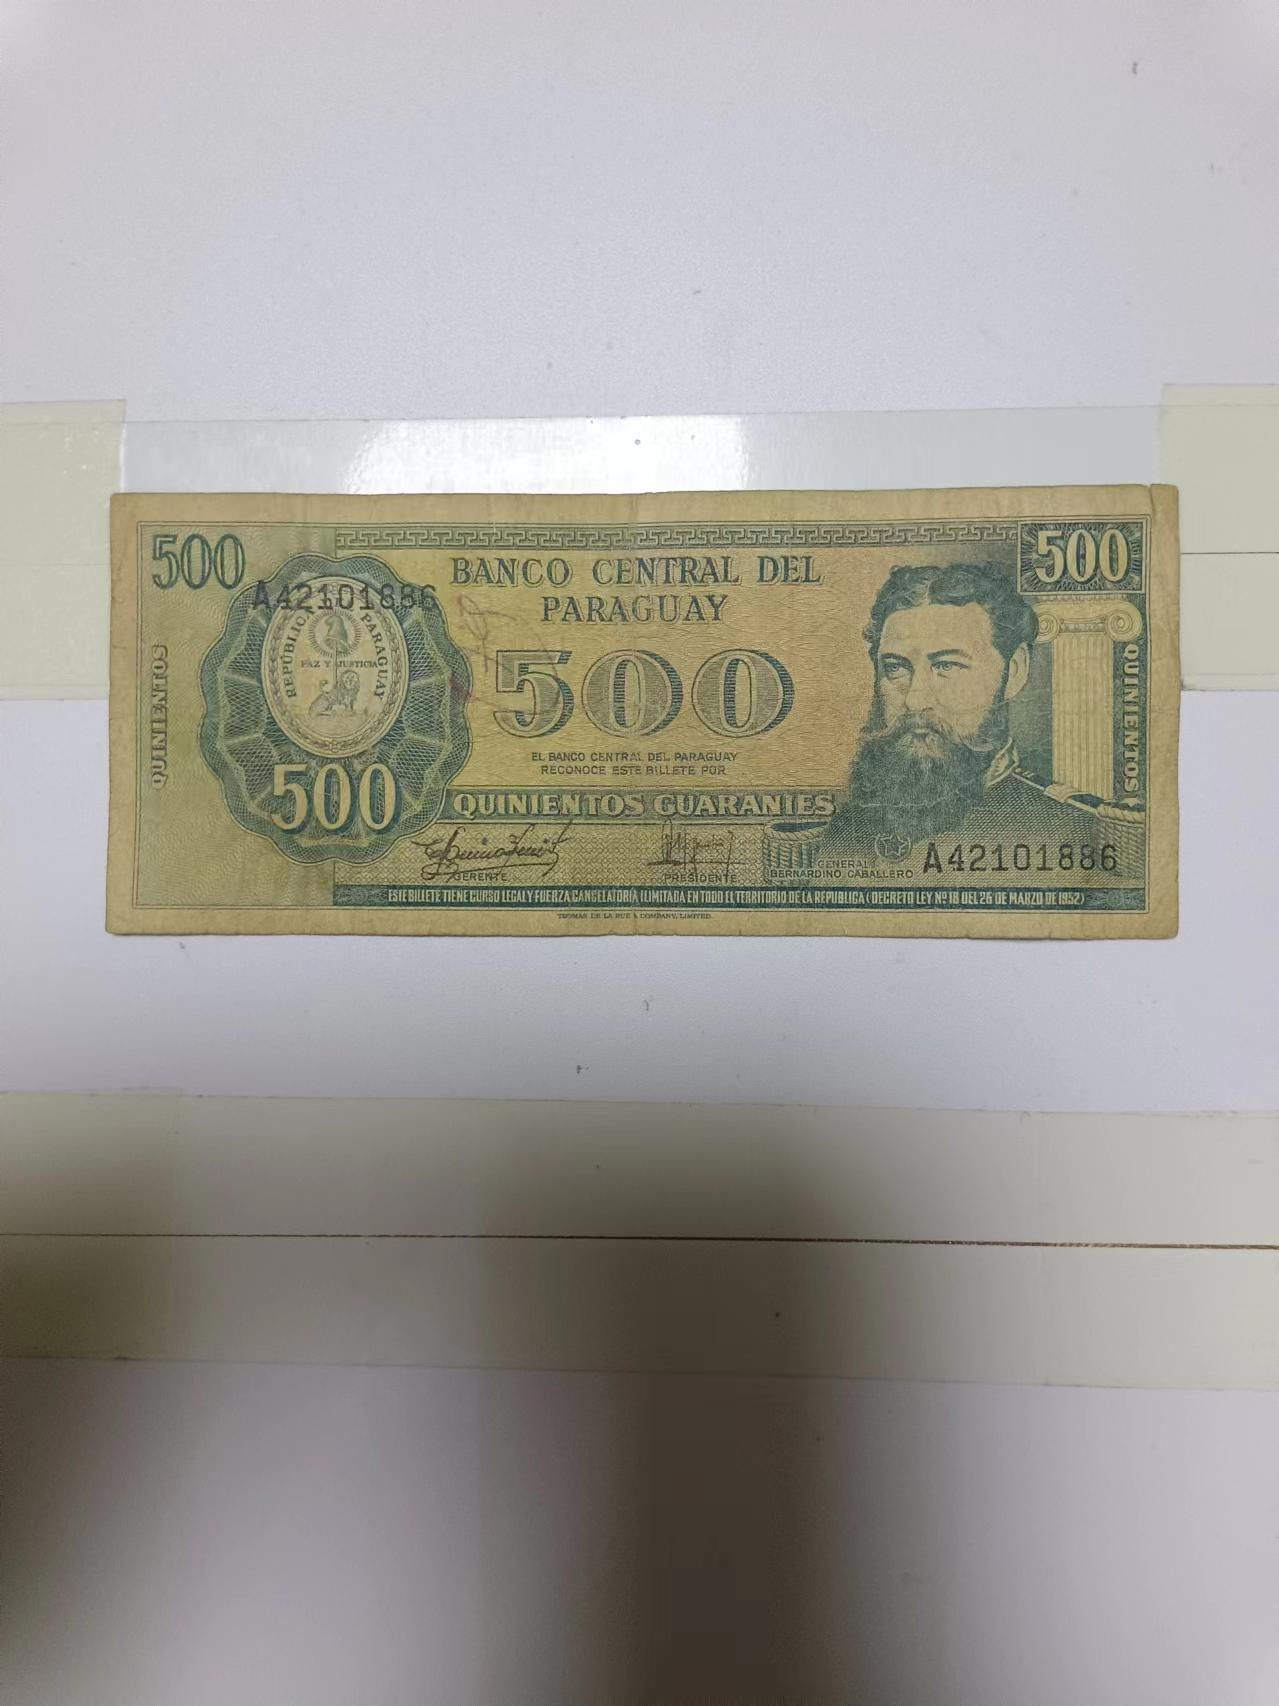 500
A42101886
BANCO CENTRAL DEL
PARAGUAY
500
REPUBLICA PARAGUAY
PAZ Y JUSTICIA
QUINIENTOS
500
QUINIENTOS
EL BANCO CENTRAL DEL PARAGUAY
RECONOCE ESTE BILLETE POR
500
QUINIENTOS GUARANIES
GERENTE
PRESIDENTE
GENERAL
BERNARDINO CABALLERO
A42101886
ESTE BILLETE TIENE CURSO LEGAL Y FUERZA CANCELATORIA ILIMITADA EN TODO EL TERRITORIO DE LA REPUBLICA (DECRETO LEY Nº 18 DEL 25 DE MARZO DE 1952)
THOMAS DE LA RUE & COMPANY, LIMITED